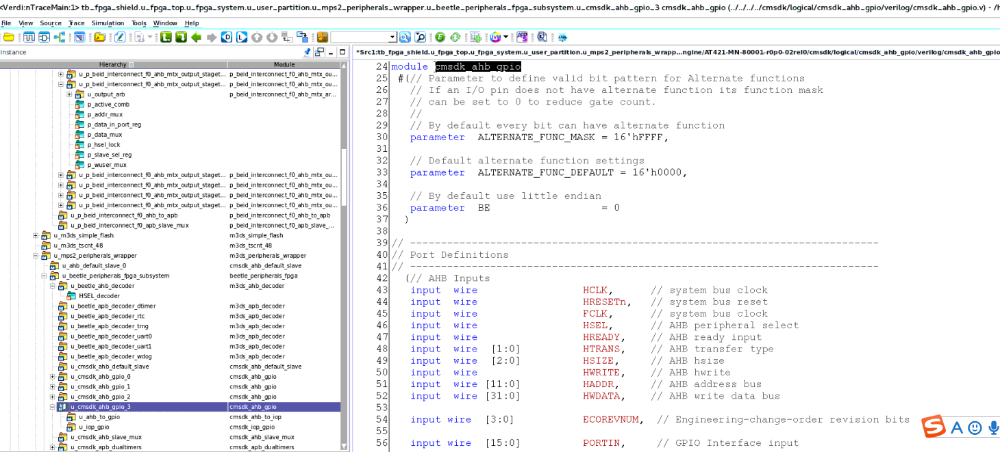 <Verdi:nTraceMain:1> tb_fpga_shield.u_fpga_top.u_fpga_system.u_user_partition.u_mps2_peripherals_wrapper.u_beetle_peripherals_fpga_subsystem.u_cmsdk_ahb_gpio_3 cmsdk_ahb_gpio (../../../../cmsdk/logical/cmsdk_ahb_gpio/verilog/cmsdk_ahb_gpio.v) - /h
File View Source Trace Simulation Tools Window Help
Instance
*Src1:tb_fpga_shield.u_fpga_top.u_fpga_system.u_user_partition.u_mps2_peripherals_wrapp...ngine/AT421-MN-80001-r0p0-02rel0/cmsdk/logical/cmsdk_ahb_gpio/verilog/cmsdk_ahb_gpio
Hierarchy Module
u_p_beid_interconnect_f0_ahb_mtx_output_staget... p_beid_interconnect_f0_ahb_mtx_ou...
u_p_beid_interconnect_f0_ahb_mtx_output_staget... p_beid_interconnect_f0_ahb_mtx_ou...
u_output_arb p_beid_interconnect_f0_ahb_mtx_ar...
p_active_comb
p_addr_mux
p_data_in_port_reg
p_data_mux
p_hsel_lock
p_slave_sel_reg
p_wuser_mux
u_p_beid_interconnect_f0_ahb_mtx_output_staget... p_beid_interconnect_f0_ahb_mtx_ou...
u_p_beid_interconnect_f0_ahb_mtx_output_staget... p_beid_interconnect_f0_ahb_mtx_ou...
u_p_beid_interconnect_f0_ahb_mtx_output_staget... p_beid_interconnect_f0_ahb_mtx_ou...
u_p_beid_interconnect_f0_ahb_mtx_output_staget... p_beid_interconnect_f0_ahb_mtx_ou...
u_p_beid_interconnect_f0_ahb_to_apb p_beid_interconnect_f0_ahb_to_apb
u_p_beid_interconnect_f0_apb_slave_mux p_beid_interconnect_f0_apb_slave_...
u_m3ds_simple_flash m3ds_simple_flash
u_m3ds_tscnt_48 m3ds_tscnt_48
u_mps2_peripherals_wrapper m3ds_peripherals_wrapper
u_ahb_default_slave_0 cmsdk_ahb_default_slave
u_beetle_peripherals_fpga_subsystem beetle_peripherals_fpga
u_beetle_ahb_decoder m3ds_ahb_decoder
HSEL_decoder
u_beetle_apb_decoder_dtimer m3ds_apb_decoder
u_beetle_apb_decoder_rtc m3ds_apb_decoder
u_beetle_apb_decoder_trng m3ds_apb_decoder
u_beetle_apb_decoder_uart0 m3ds_apb_decoder
u_beetle_apb_decoder_uart1 m3ds_apb_decoder
u_beetle_apb_decoder_wdog m3ds_apb_decoder
u_cmsdk_ahb_default_slave cmsdk_ahb_default_slave
u_cmsdk_ahb_gpio_0 cmsdk_ahb_gpio
u_cmsdk_ahb_gpio_1 cmsdk_ahb_gpio
u_cmsdk_ahb_gpio_2 cmsdk_ahb_gpio
u_cmsdk_ahb_gpio_3 cmsdk_ahb_gpio
u_ahb_to_gpio cmsdk_ahb_to_iop
u_iop_gpio cmsdk_iop_gpio
u_cmsdk_ahb_slave_mux cmsdk_ahb_slave_mux
u_cmsdk_apb_dualtimers cmsdk_apb_dualtimers
24 module cmsdk_ahb_gpio
25 #(// Parameter to define valid bit pattern for Alternate functions
26 // If an I/O pin does not have alternate function its function mask
27 // can be set to 0 to reduce gate count.
28 //
29 // By default every bit can have alternate function
30 parameter ALTERNATE_FUNC_MASK = 16'hFFFF,
31
32 // Default alternate function settings
33 parameter ALTERNATE_FUNC_DEFAULT = 16'h0000,
34
35 // By default use little endian
36 parameter BE = 0
37 )
38
39 // ----------------------------------------------------------------------------
40 // Port Definitions
41 // ----------------------------------------------------------------------------
42 (// AHB Inputs
43 input wire HCLK, // system bus clock
44 input wire HRESETn, // system bus reset
45 input wire FCLK, // system bus clock
46 input wire HSEL, // AHB peripheral select
47 input wire HREADY, // AHB ready input
48 input wire [1:0] HTRANS, // AHB transfer type
49 input wire [2:0] HSIZE, // AHB hsize
50 input wire HWRITE, // AHB hwrite
51 input wire [11:0] HADDR, // AHB address bus
52 input wire [31:0] HWDATA, // AHB write data bus
53
54 input wire [3:0] ECOREVNUM, // Engineering-change-order revision bits
55
56 input wire [15:0] PORTIN, // GPIO Interface input